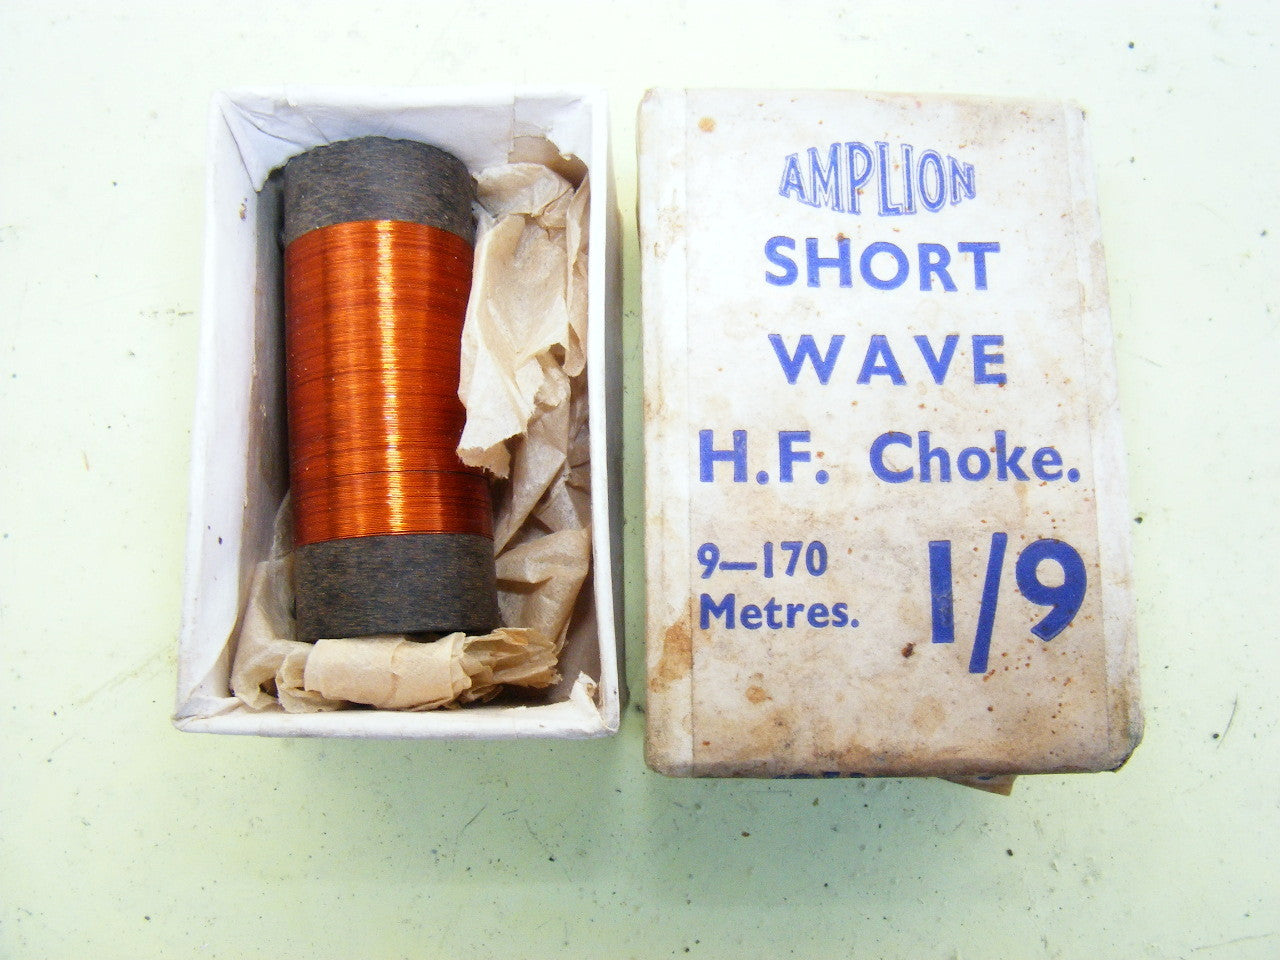 AMPLION
SHORT
WAVE
H.F. Choke.
9—170
Metres.
1/9